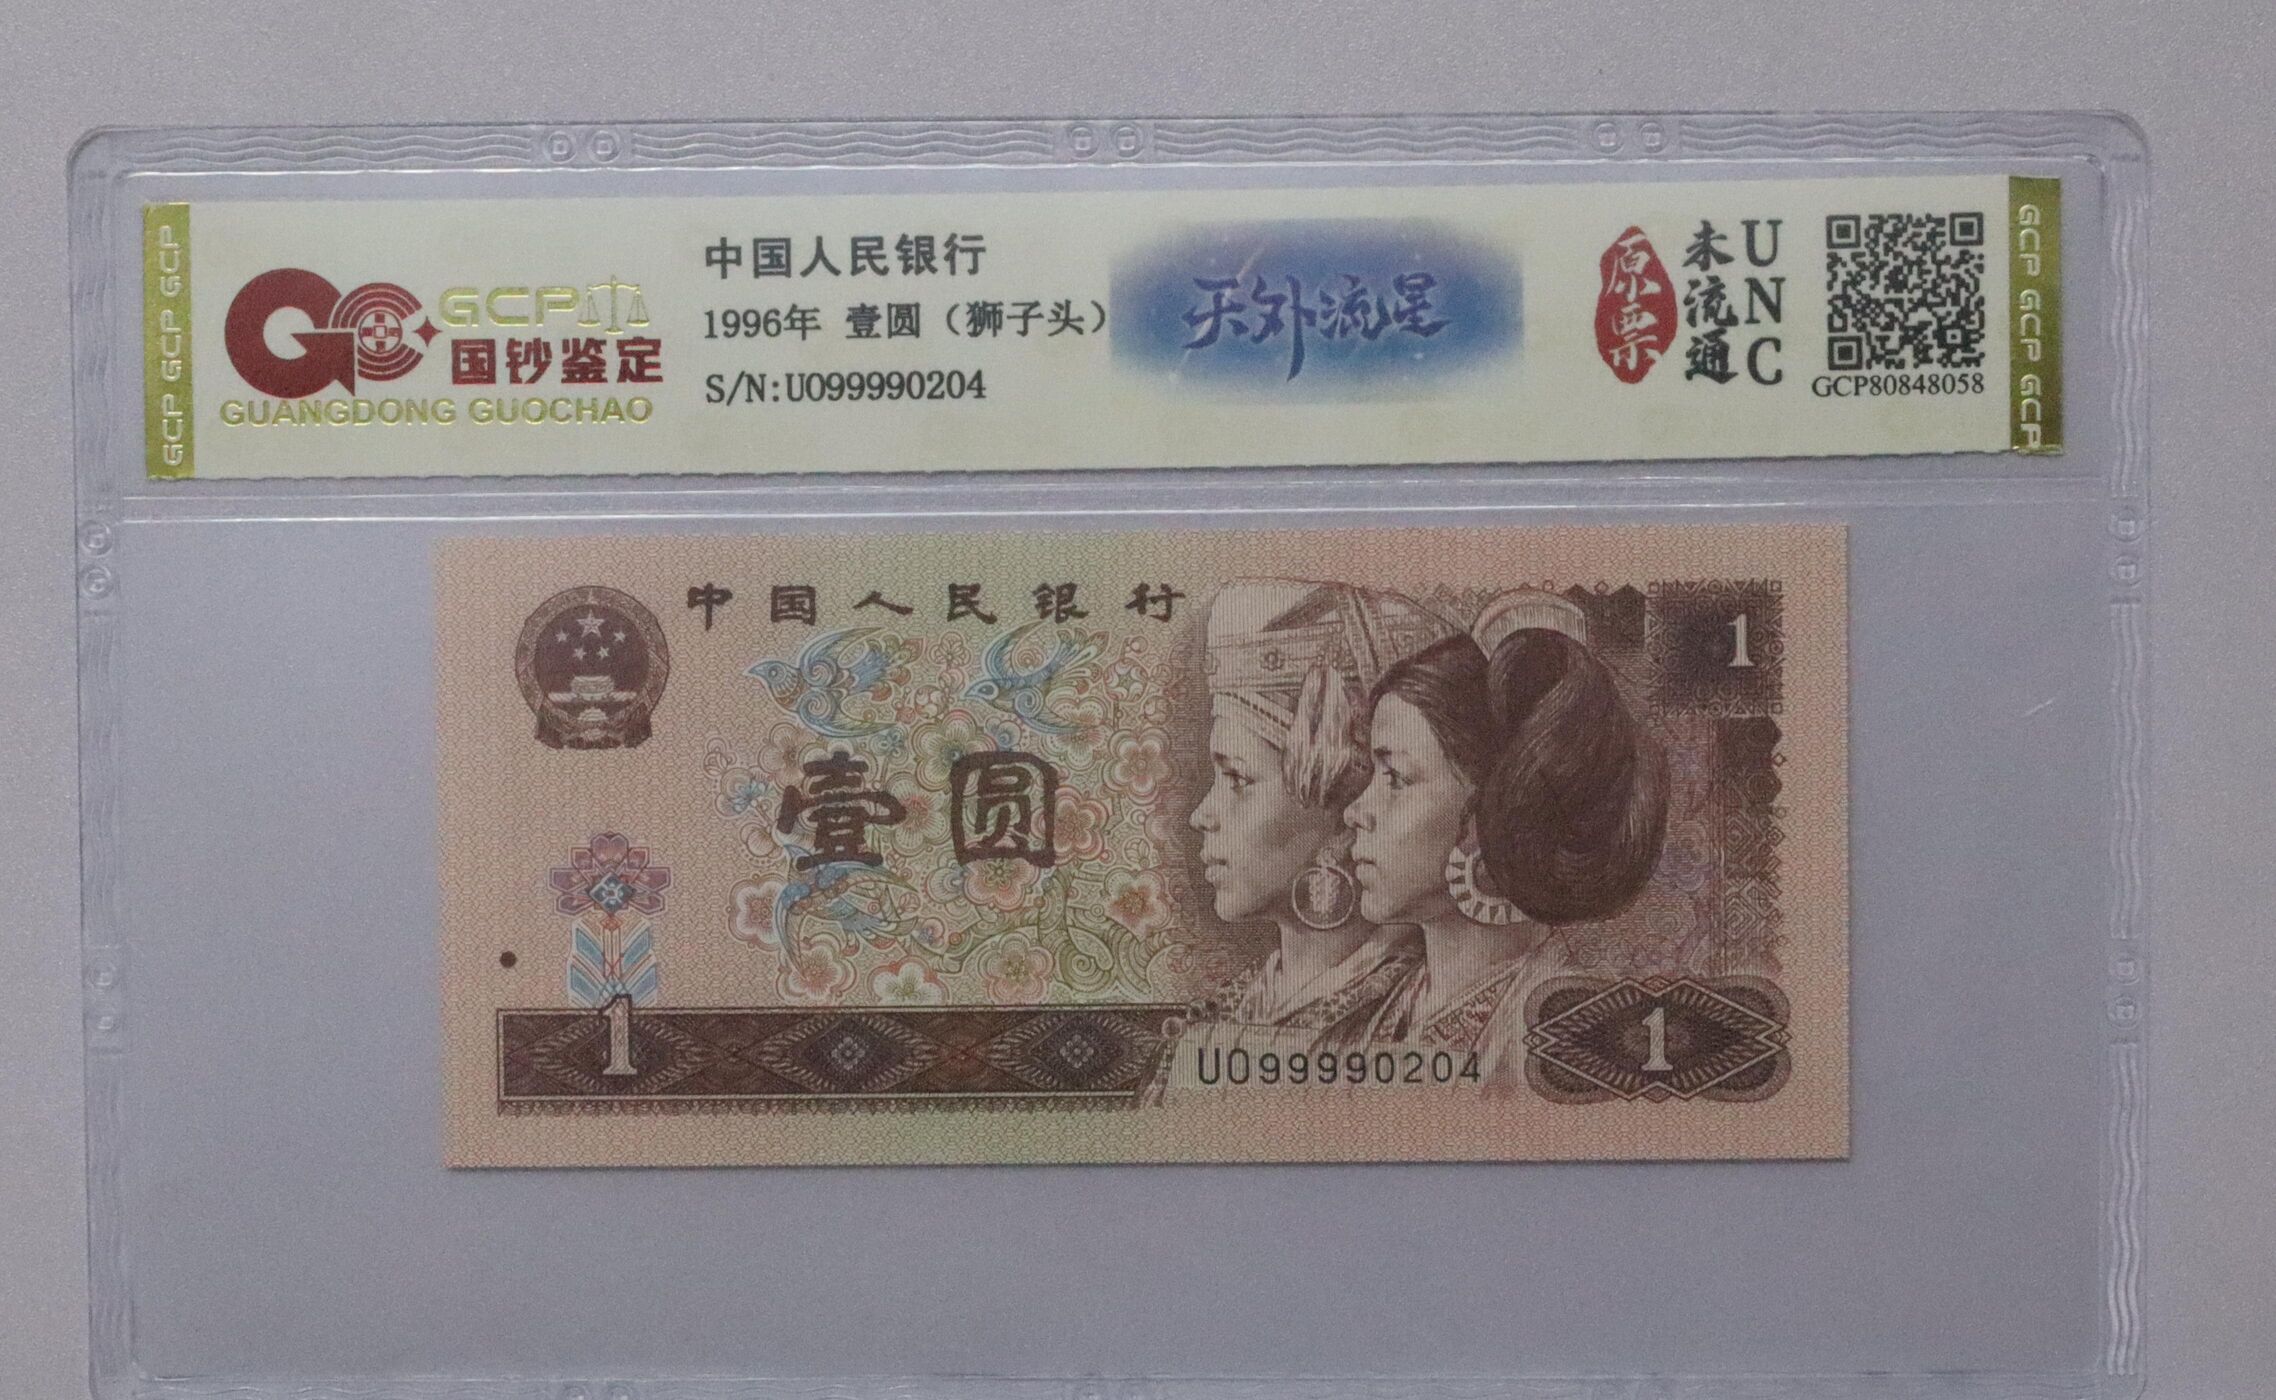 GCP GCP GCP
GCP
国钞鉴定
GUANGDONG GUOCHAO
中国人民银行
1996年 壹圆（狮子头）
S/N:UO99990204
天外流星
原票
未流通
UNC
GCP80848058
GCP GCP GCP
中国人民银行
1
壹圆
1
UO99990204
1